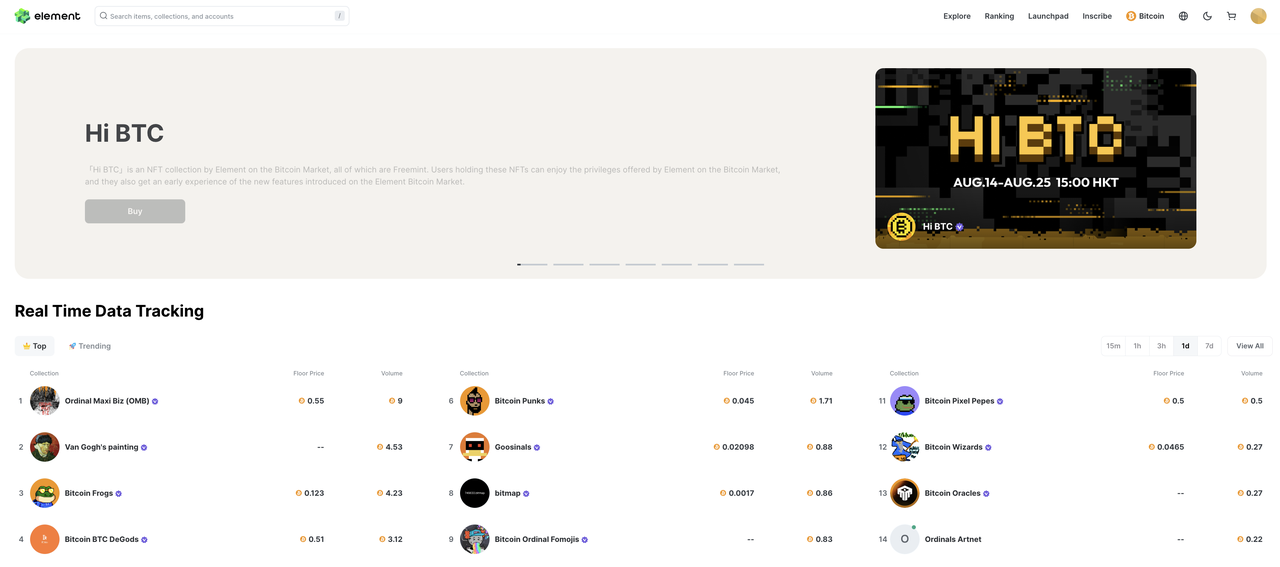 element
Search items, collections, and accounts
/
Explore
Ranking
Launchpad
Inscribe
Bitcoin
Hi BTC
「Hi BTC」 is an NFT collection by Element on the Bitcoin Market, all of which are Freemint. Users holding these NFTs can enjoy the privileges offered by Element on the Bitcoin Market,
and they also get an early experience of the new features introduced on the Element Bitcoin Market.
Buy
HI BTC
AUG.14-AUG.25 15:00 HKT
Hi BTC
Real Time Data Tracking
Top
Trending
15m
1h
3h
1d
7d
View All
Collection Floor Price Volume
1 Ordinal Maxi Biz (OMB) 0.55 9
2 Van Gogh's painting -- 4.53
3 Bitcoin Frogs 0.123 4.23
4 Bitcoin BTC DeGods 0.51 3.12
Collection Floor Price Volume
6 Bitcoin Punks 0.045 1.71
7 Goosinals 0.02098 0.88
8 bitmap 0.0017 0.86
9 Bitcoin Ordinal Fomojis -- 0.83
Collection Floor Price Volume
11 Bitcoin Pixel Pepes 0.5 0.5
12 Bitcoin Wizards 0.0465 0.27
13 Bitcoin Oracles -- 0.27
14 O Ordinals Artnet -- 0.22